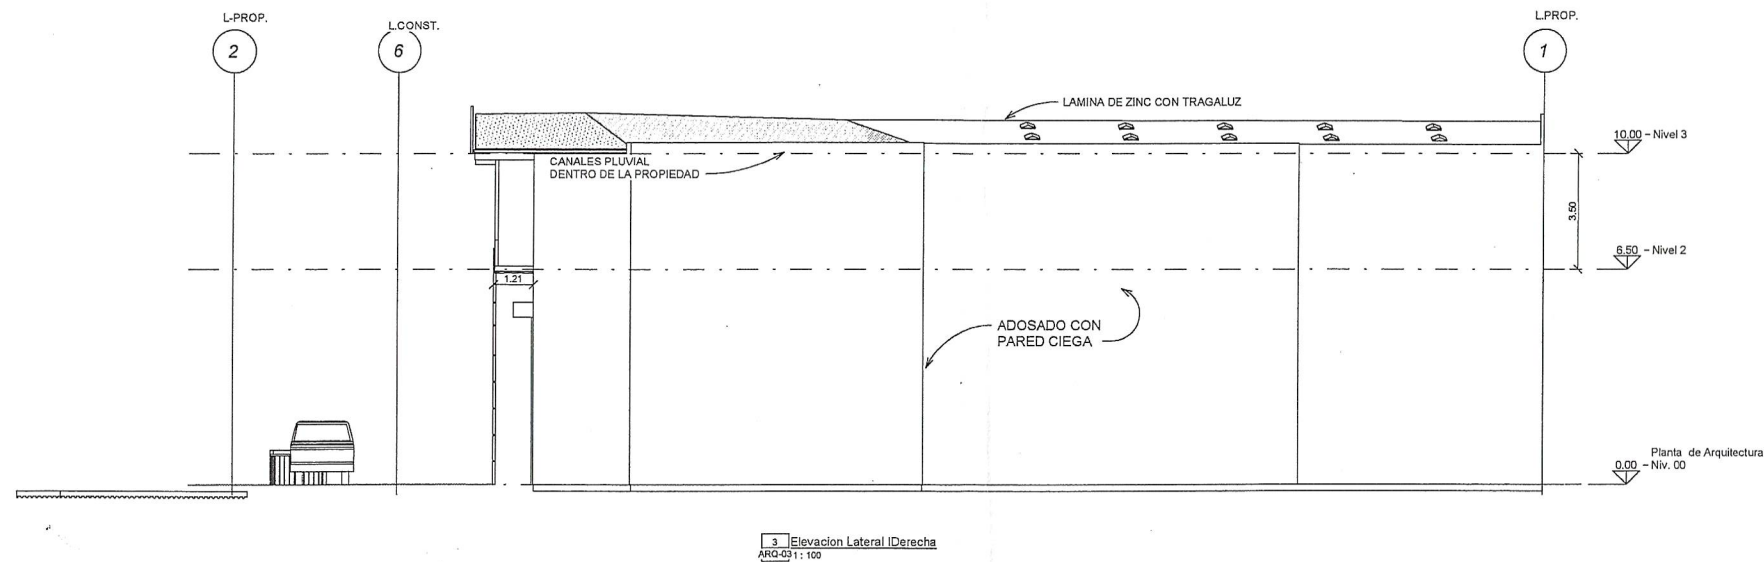 L-PROP.
2
L.CONST.
6
L.PROP.
1
LAMINA DE ZINC CON TRAGALUZ
10.00 - Nivel 3
CANALES PLUVIAL
DENTRO DE LA PROPIEDAD
3.50
6.50 - Nivel 2
1.21
ADOSADO CON
PARED CIEGA
Planta de Arquitectura
0.00 - Niv. 00
3 Elevacion Lateral IDerecha
ARQ-03 1 : 100